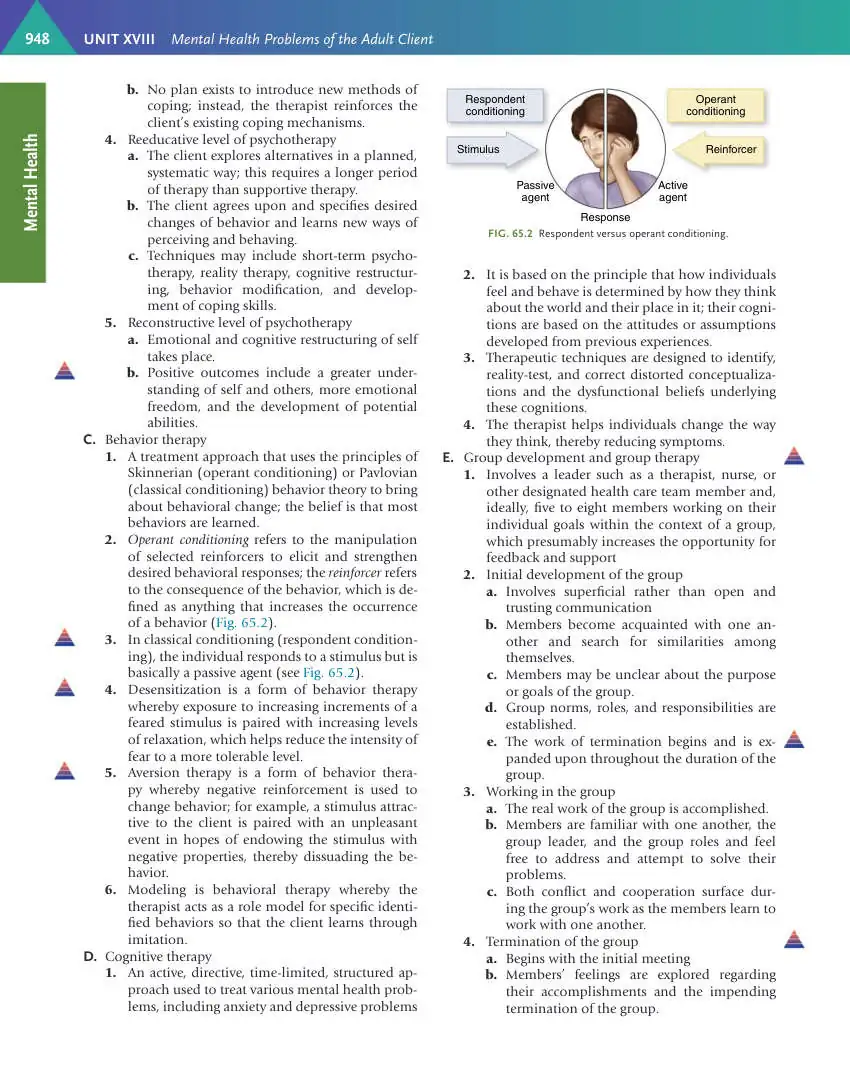 948
UNIT XVIII Mental Health Problems of the Adult Client
Mental Health
b. No plan exists to introduce new methods of
coping; instead, the therapist reinforces the
client's existing coping mechanisms.
4. Reeducative level of psychotherapy
a. The client explores alternatives in a planned,
systematic way; this requires a longer period
of therapy than supportive therapy.
b. The client agrees upon and specifies desired
changes of behavior and learns new ways of
perceiving and behaving.
c. Techniques may include short-term psycho-
therapy, reality therapy, cognitive restructur-
ing, behavior modification, and develop-
ment of coping skills.
5. Reconstructive level of psychotherapy
a. Emotional and cognitive restructuring of self
takes place.
b. Positive outcomes include a greater under-
standing of self and others, more emotional
freedom, and the development of potential
abilities.
C. Behavior therapy
1. A treatment approach that uses the principles of
Skinnerian (operant conditioning) or Pavlovian
(classical conditioning) behavior theory to bring
about behavioral change; the belief is that most
behaviors are learned.
2. Operant conditioning refers to the manipulation
of selected reinforcers to elicit and strengthen
desired behavioral responses; the reinforcer refers
to the consequence of the behavior, which is de-
fined as anything that increases the occurrence
of a behavior (Fig. 65.2).
3. In classical conditioning (respondent condition-
ing), the individual responds to a stimulus but is
basically a passive agent (see Fig. 65.2).
4. Desensitization is a form of behavior therapy
whereby exposure to increasing increments of a
feared stimulus is paired with increasing levels
of relaxation, which helps reduce the intensity of
fear to a more tolerable level.
5. Aversion therapy is a form of behavior thera-
py whereby negative reinforcement is used to
change behavior; for example, a stimulus attrac-
tive to the client is paired with an unpleasant
event in hopes of endowing the stimulus with
negative properties, thereby dissuading the be-
havior.
6. Modeling is behavioral therapy whereby the
therapist acts as a role model for specific identi-
fied behaviors so that the client learns through
imitation.
D. Cognitive therapy
1. An active, directive, time-limited, structured ap-
proach used to treat various mental health prob-
lems, including anxiety and depressive problems
Respondent
conditioning
Operant
conditioning
Stimulus
Reinforcer
Passive
agent
Active
agent
Response
FIG. 65.2 Respondent versus operant conditioning.
2. It is based on the principle that how individuals
feel and behave is determined by how they think
about the world and their place in it; their cogni-
tions are based on the attitudes or assumptions
developed from previous experiences.
3. Therapeutic techniques are designed to identify,
reality-test, and correct distorted conceptualiza-
tions and the dysfunctional beliefs underlying
these cognitions.
4. The therapist helps individuals change the way
they think, thereby reducing symptoms.
E. Group development and group therapy
1. Involves a leader such as a therapist, nurse, or
other designated health care team member and,
ideally, five to eight members working on their
individual goals within the context of a group,
which presumably increases the opportunity for
feedback and support
2. Initial development of the group
a. Involves superficial rather than open and
trusting communication
b. Members become acquainted with one an-
other and search for similarities among
themselves.
c. Members may be unclear about the purpose
or goals of the group.
d. Group norms, roles, and responsibilities are
established.
e. The work of termination begins and is ex-
panded upon throughout the duration of the
group.
3. Working in the group
a. The real work of the group is accomplished.
b. Members are familiar with one another, the
group leader, and the group roles and feel
free to address and attempt to solve their
problems.
c. Both conflict and cooperation surface dur-
ing the group's work as the members learn to
work with one another.
4. Termination of the group
a. Begins with the initial meeting
b. Members' feelings are explored regarding
their accomplishments and the impending
termination of the group.